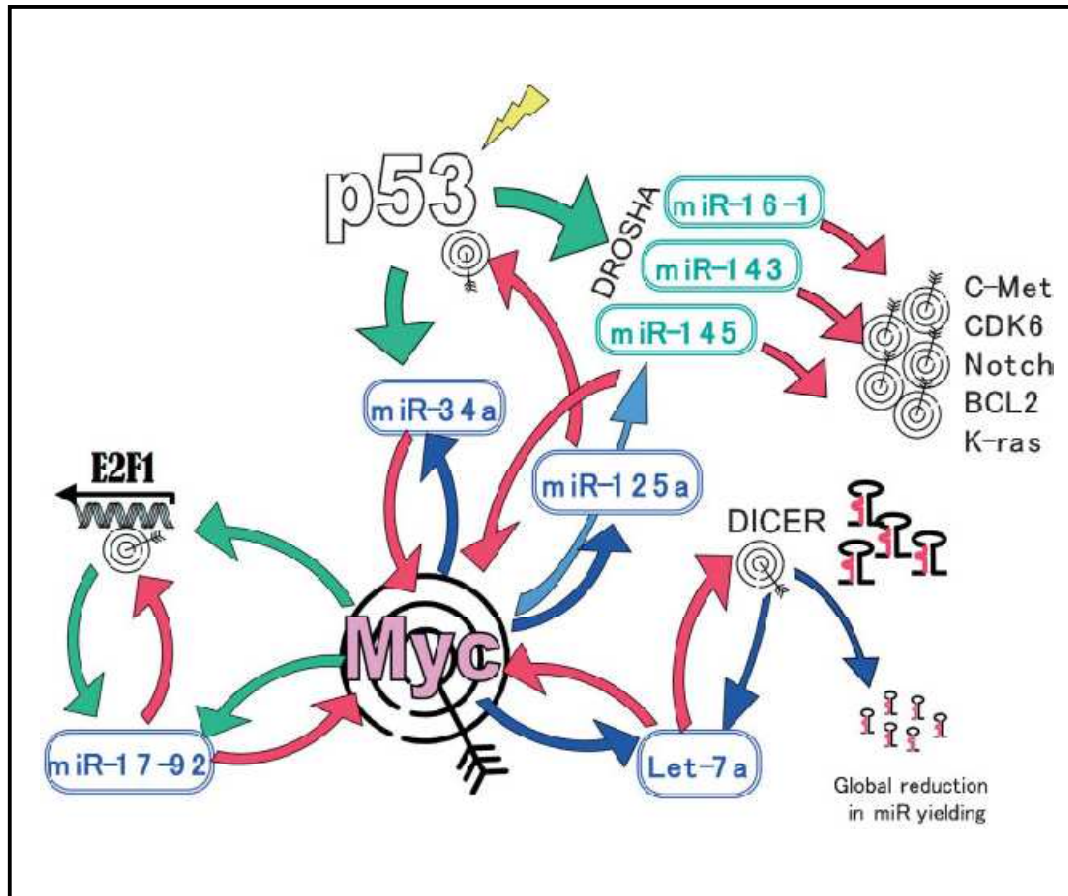 p53
DROSHA
miR-16-1
miR-143
miR-145
C-Met
CDK6
Notch
BCL2
K-ras
miR-34a
E2F1
miR-125a
DICER
Myc
miR-17-92
Let-7a
Global reduction
in miR yielding